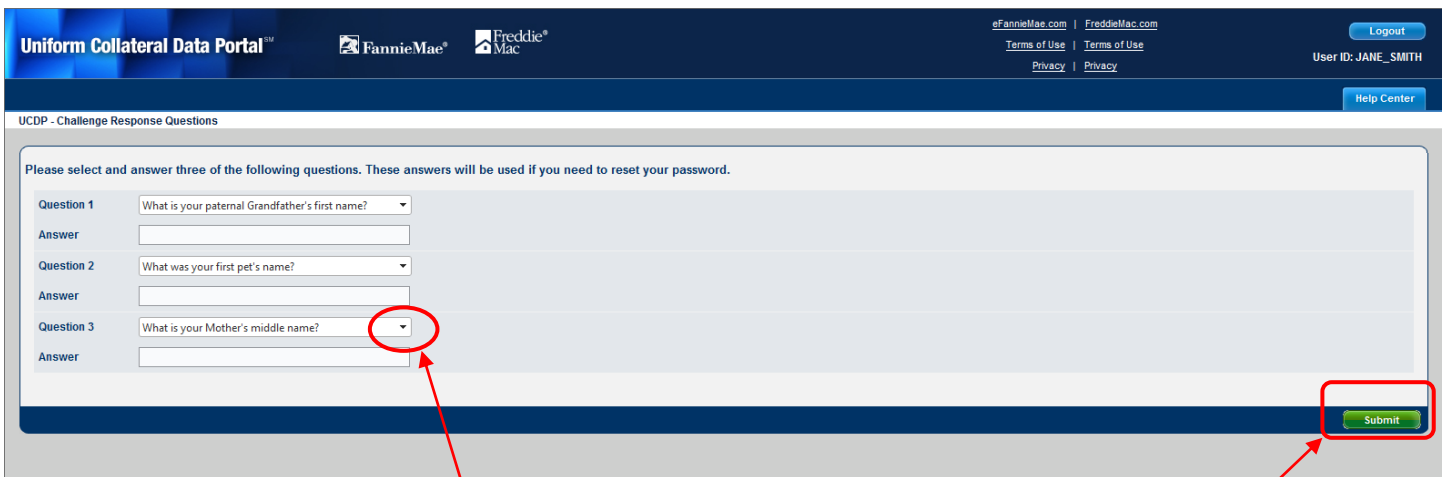 eFannieMae.com | FreddieMac.com
Uniform Collateral Data Portal℠
FannieMae®
Freddie®
Mac
Terms of Use | Terms of Use
Privacy | Privacy
Logout
User ID: JANE_SMITH
Help Center
UCDP - Challenge Response Questions
Please select and answer three of the following questions. These answers will be used if you need to reset your password.
Question 1 What is your paternal Grandfather's first name?
Answer
Question 2 What was your first pet's name?
Answer
Question 3 What is your Mother's middle name?
Answer
Submit